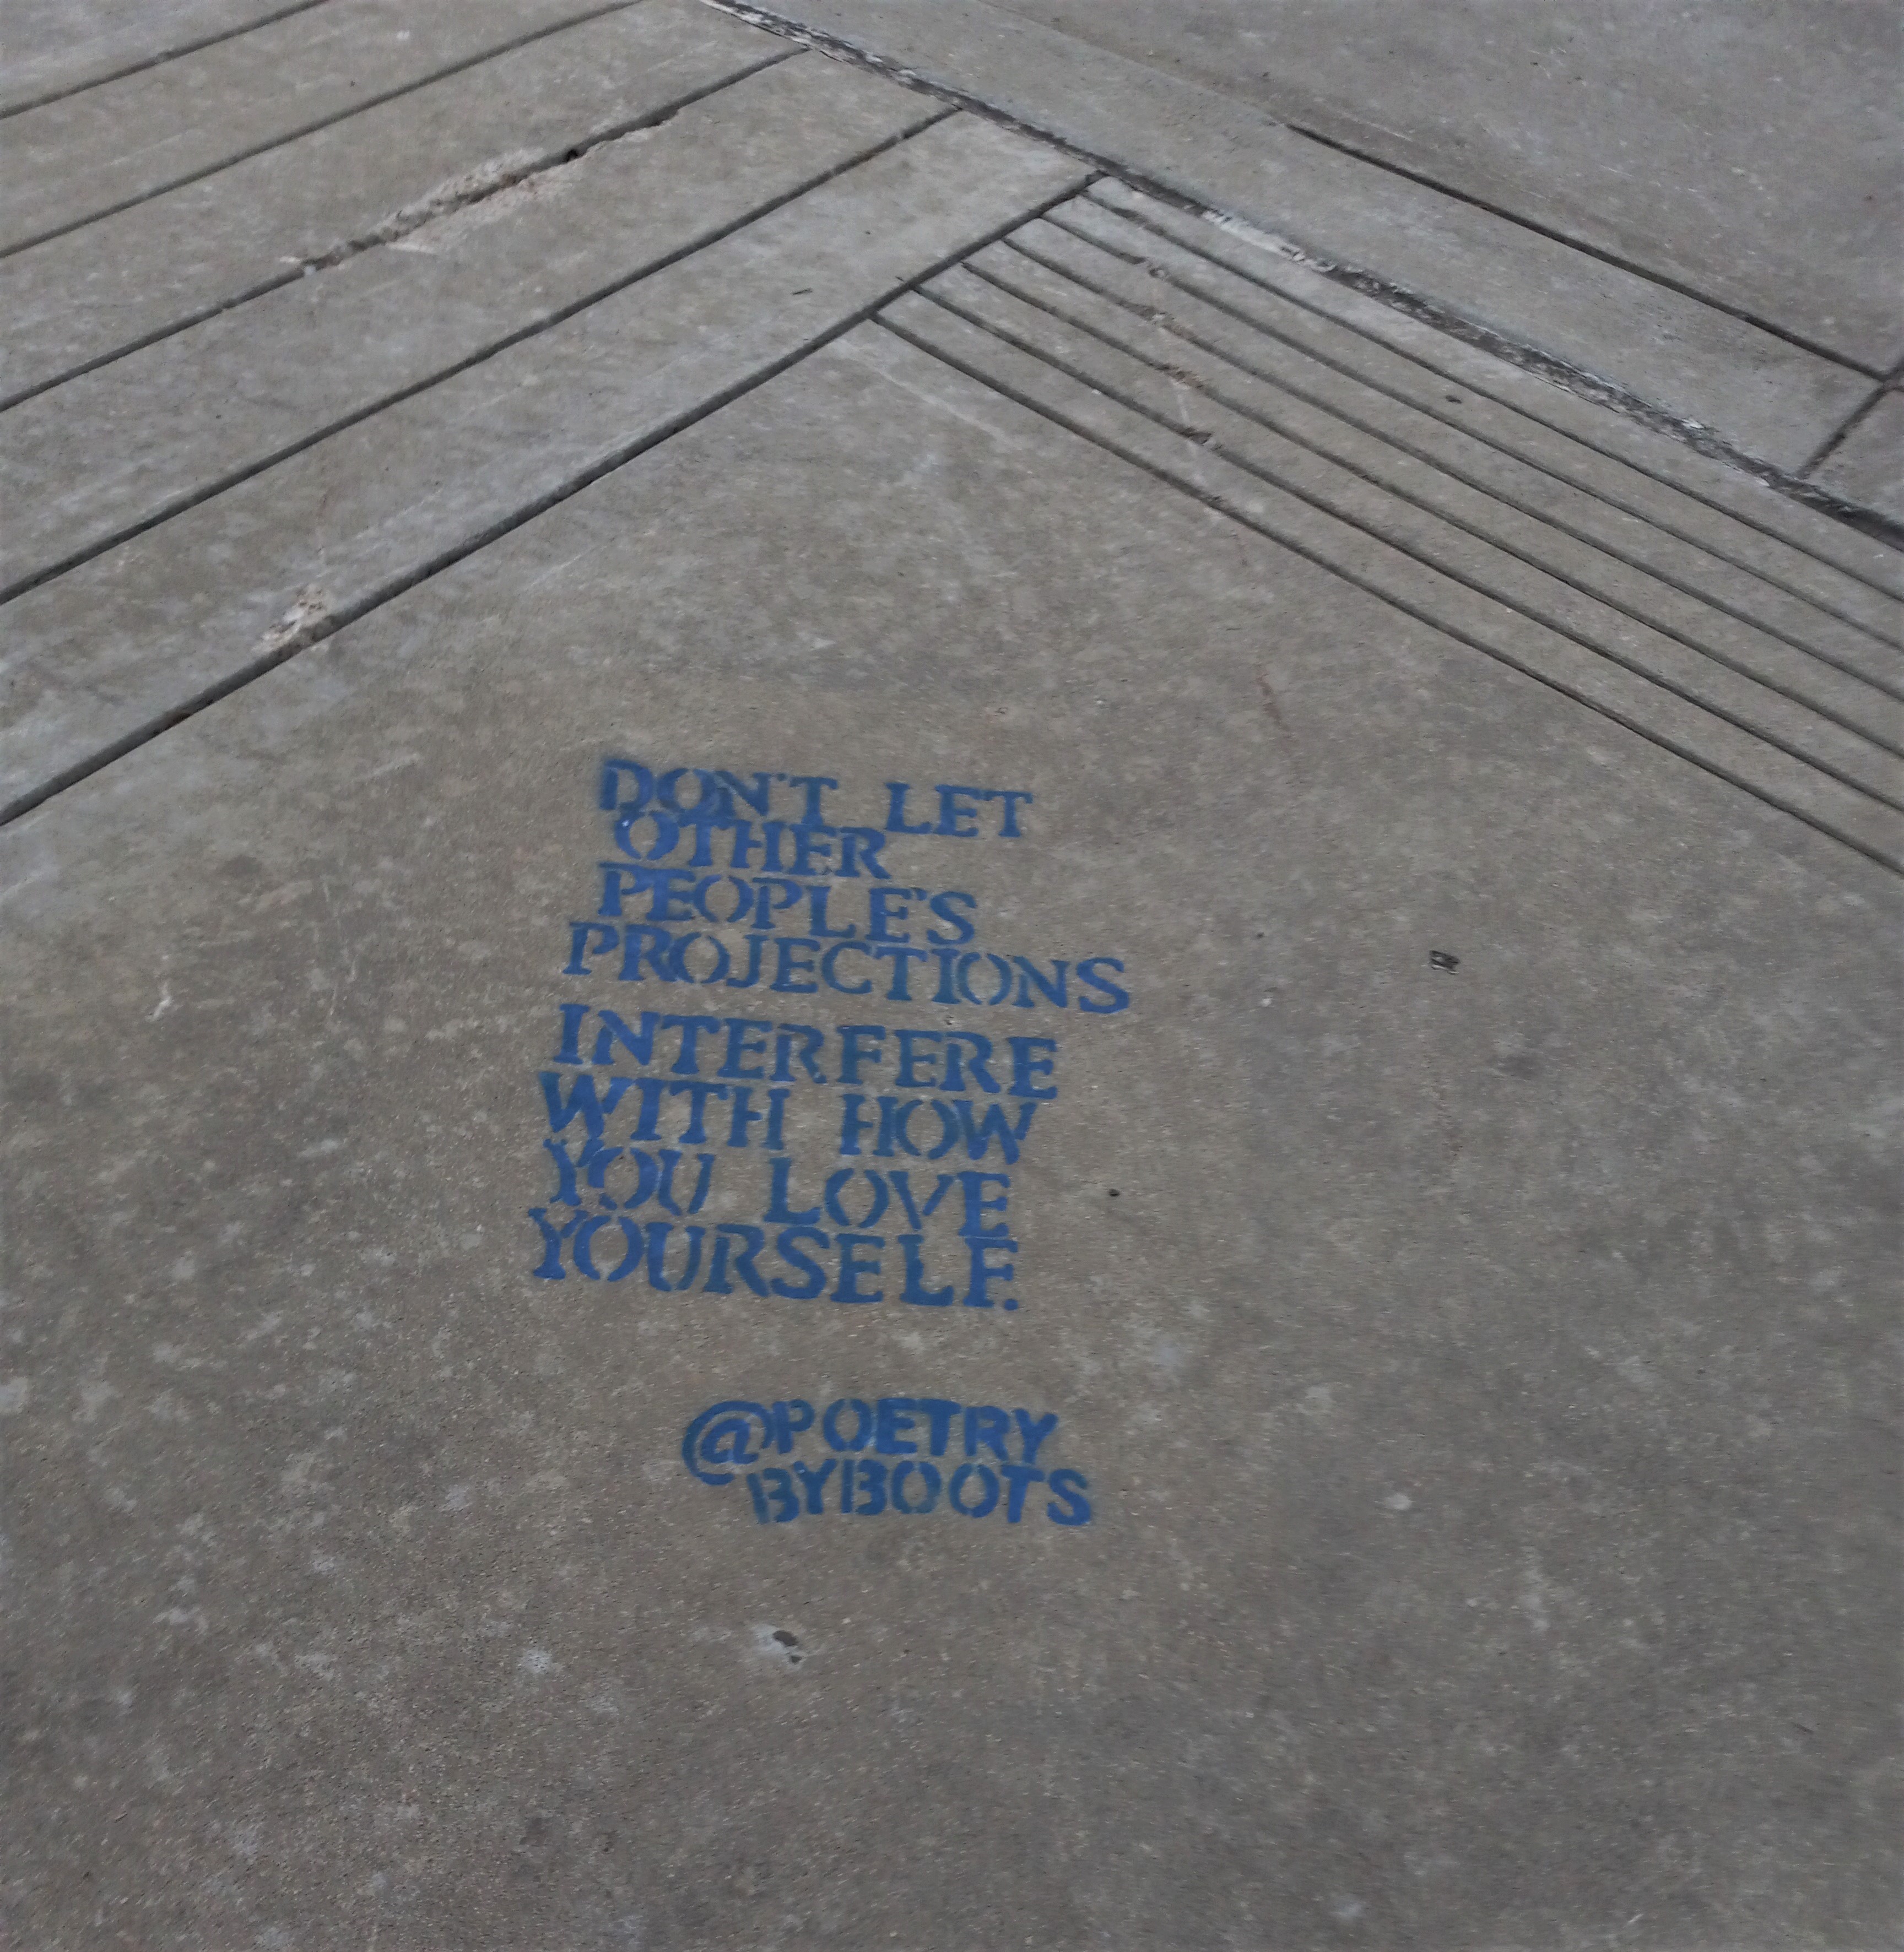 DON'T LET
OTHER
PEOPLE'S
PROJECTIONS
INTERFERE
WITH HOW
YOU LOVE
YOURSELF.
@POETRY
BYBOOTS